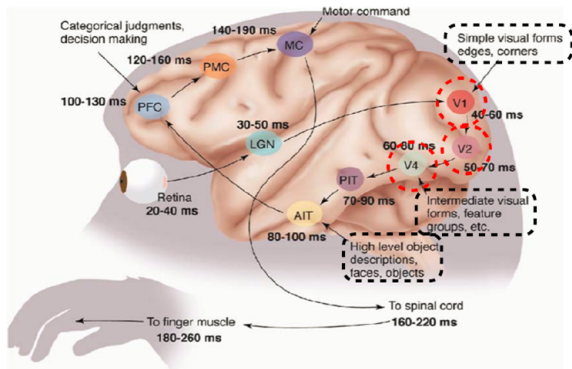 Categorical judgments,
decision making
140-190 ms
Motor command
120-160 ms
MC
Simple visual forms
edges, corners
PMC
100-130 ms
PFC
30-50 ms
LGN
V1
40-60 ms
V2
50-70 ms
60-80 ms
V4
Retina
20-40 ms
PIT
70-90 ms
AIT
80-100 ms
Intermediate visual
forms, feature
groups, etc.
High level object
descriptions,
faces, objects
To spinal cord
160-220 ms
To finger muscle
180-260 ms